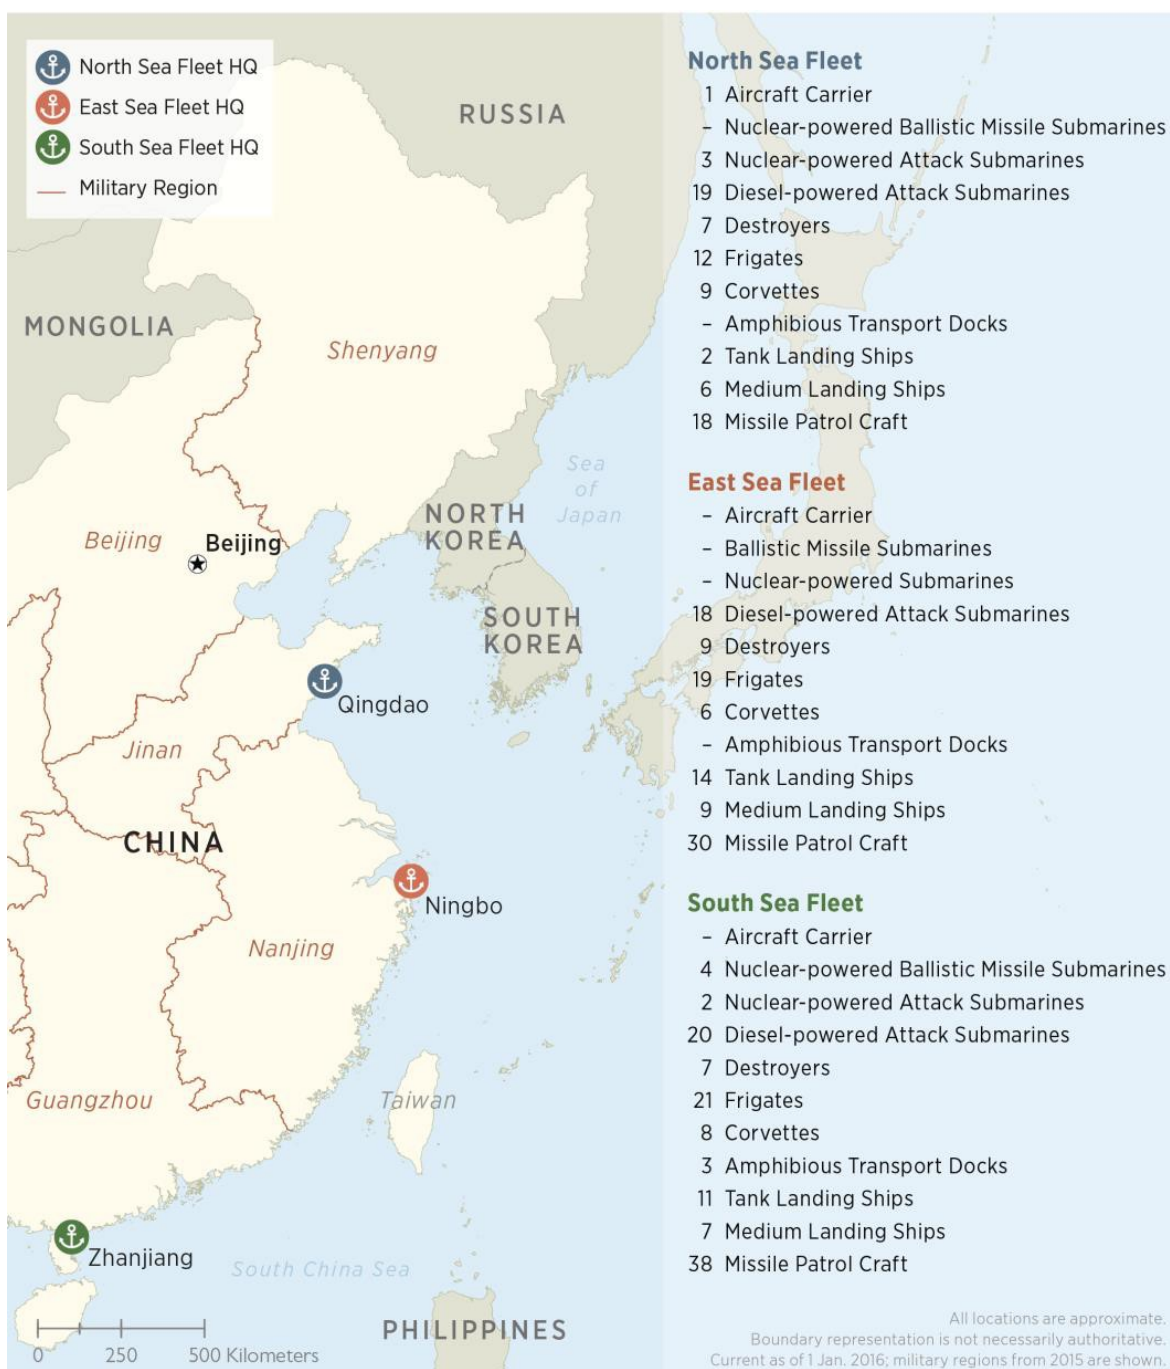 North Sea Fleet HQ
East Sea Fleet HQ
South Sea Fleet HQ
Military Region
RUSSIA
MONGOLIA
Shenyang
Sea
of
Japan
NORTH
KOREA
Beijing
Beijing
SOUTH
KOREA
Qingdao
Jinan
CHINA
Ningbo
Nanjing
Guangzhou
Taiwan
Zhanjiang
South China Sea
PHILIPPINES
0 250 500 Kilometers
North Sea Fleet
1 Aircraft Carrier
– Nuclear-powered Ballistic Missile Submarines
3 Nuclear-powered Attack Submarines
19 Diesel-powered Attack Submarines
7 Destroyers
12 Frigates
9 Corvettes
– Amphibious Transport Docks
2 Tank Landing Ships
6 Medium Landing Ships
18 Missile Patrol Craft
East Sea Fleet
– Aircraft Carrier
– Ballistic Missile Submarines
– Nuclear-powered Submarines
18 Diesel-powered Attack Submarines
9 Destroyers
19 Frigates
6 Corvettes
– Amphibious Transport Docks
14 Tank Landing Ships
9 Medium Landing Ships
30 Missile Patrol Craft
South Sea Fleet
– Aircraft Carrier
4 Nuclear-powered Ballistic Missile Submarines
2 Nuclear-powered Attack Submarines
20 Diesel-powered Attack Submarines
7 Destroyers
21 Frigates
8 Corvettes
3 Amphibious Transport Docks
11 Tank Landing Ships
7 Medium Landing Ships
38 Missile Patrol Craft
All locations are approximate.
Boundary representation is not necessarily authoritative.
Current as of 1 Jan. 2016; military regions from 2015 are shown.